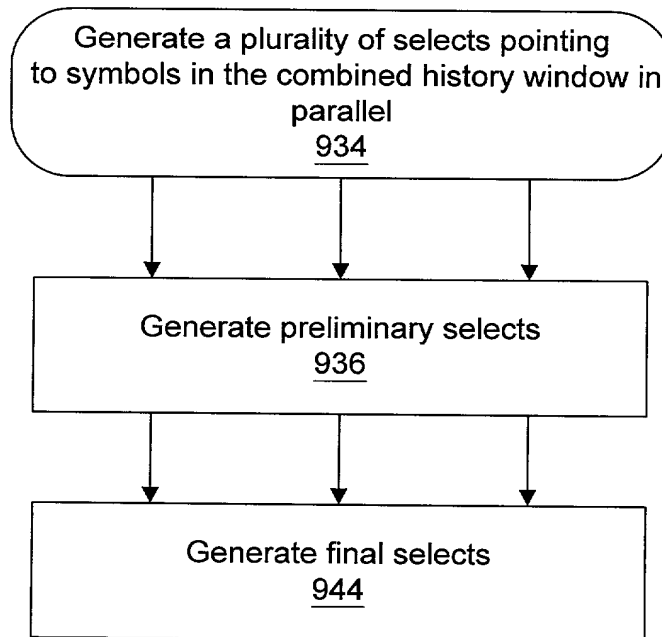 Generate a plurality of selects pointing
to symbols in the combined history window in
parallel
934
Generate preliminary selects
936
Generate final selects
944